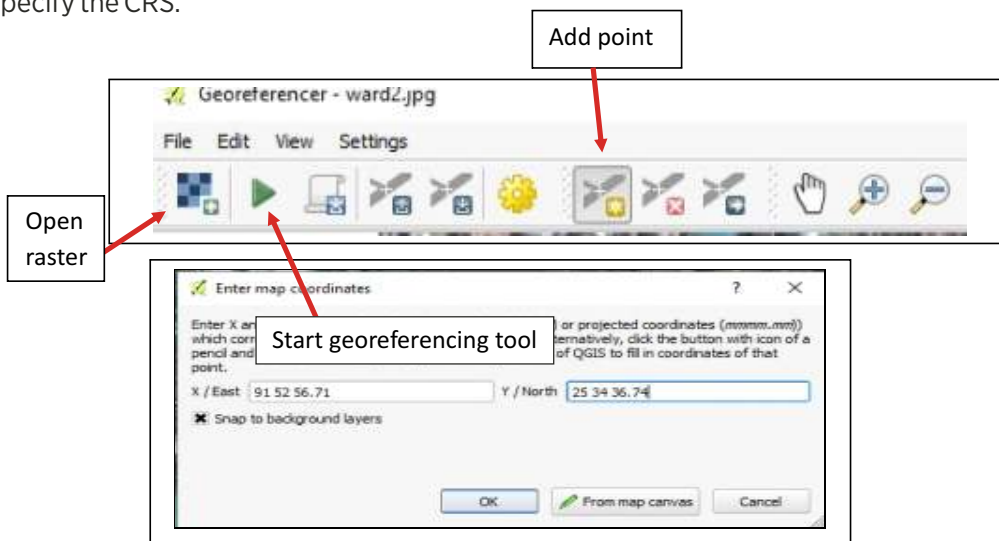 pecify the CRS.
Add point
Georeferencer - ward2.jpg
File Edit View Settings
Open
raster
Enter map coordinates ? ×
Enter X an or projected coordinates (mmmm.mm))
which corr ternatively, click the button with icon of a
Start georeferencing tool
pencil and of QGIS to fill in coordinates of that
point.
X / East 91 52 56.71 Y / North 25 34 36.74
Snap to background layers
OK From map canvas Cancel